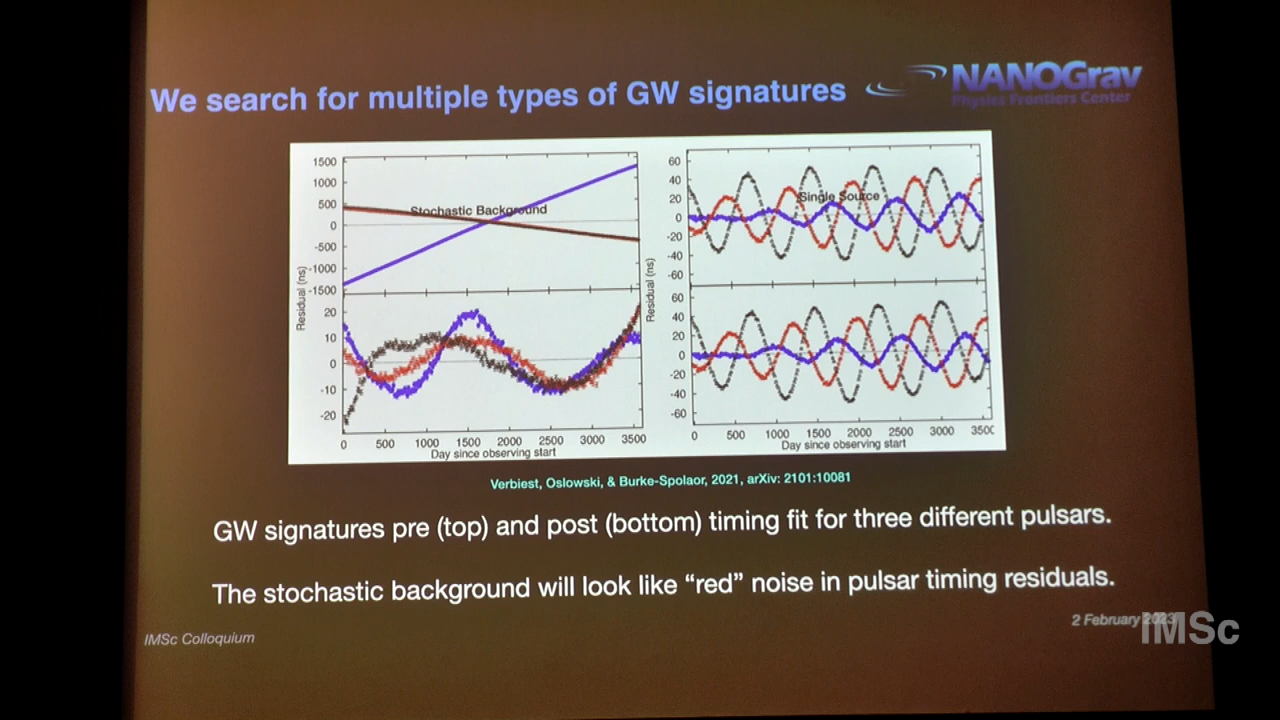 We search for multiple types of GW signatures
NANOGrav
Physics Frontiers Center
1500
1000
500
0
-500
-1000
-1500
Stochastic Background
Residual (ns)
20
10
0
-10
-20
0 500 1000 1500 2000 2500 3000 3500
Day since observing start
60
40
20
0
-20
-40
-60
Single Source
Residual (ns)
60
40
20
0
-20
-40
-60
0 500 1000 1500 2000 2500 3000 3500
Day since observing start
Verbiest, Oslowski, & Burke-Spolaor, 2021, arXiv: 2101:10081
GW signatures pre (top) and post (bottom) timing fit for three different pulsars.
The stochastic background will look like “red” noise in pulsar timing residuals.
IMSc Colloquium
2 February 2023
IMSc